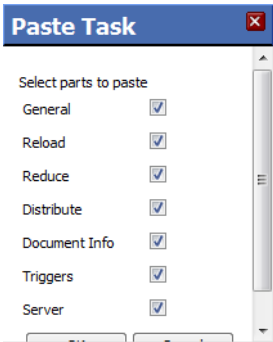 Paste Task
Select parts to paste
General
Reload
Reduce
Distribute
Document Info
Triggers
Server